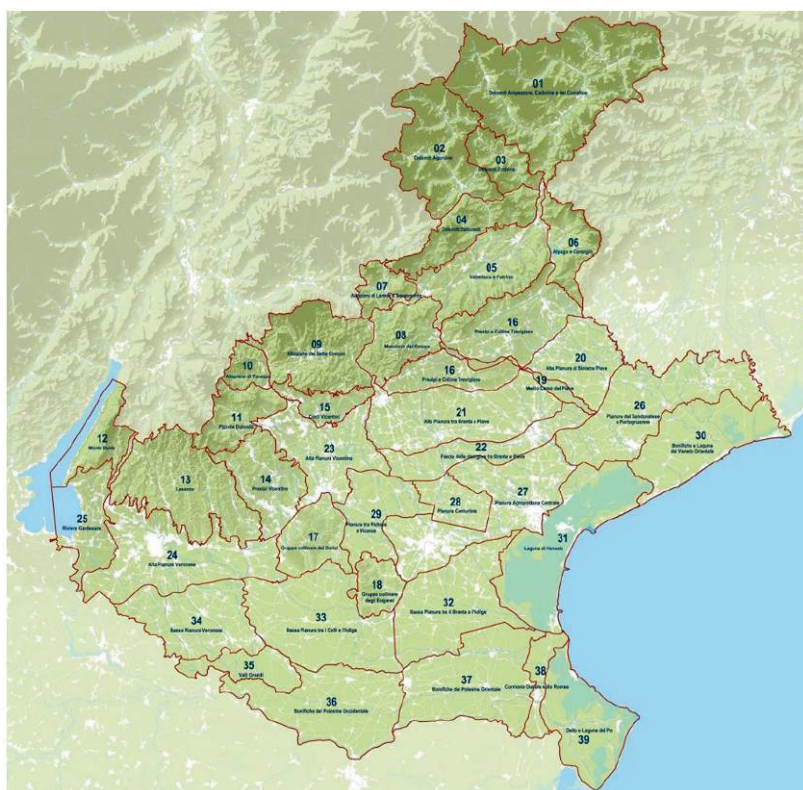 01
Dolomiti Ampezzane, Cadorine e del Comelico
02
Dolomiti Agordine
03
Dolomiti Zoldane
04
Dolomiti Bellunesi
05
Valbelluna e Feltrino
06
Alpago e Cansiglio
07
Altopiano di
08
Massiccio del Grappa
09
Altopiano dei Sette Comuni
10
Altopiano di Tonezza
11
Piccole Dolomiti
12
Monte Baldo
13
Lessinia
14
Prealpi Vicentine
15
Costi Vicentini
16
Prealpi e Colline Trevigiane
16
Prealpi e Colline Trevigiane
17
Gruppo collinare dei Berici
18
Gruppo collinare
degli Euganei
19
Medio Corso del Piave
20
Alta Pianura di Sinistra Piave
21
Alta Pianura tra Brenta e Piave
22
Fascia delle risorgive tra Brenta e Piave
23
Alta Pianura Vicentina
24
Alta Pianura Veronese
25
Riviera Gardesana
26
Pianure del Sandonatese
e Portogruarese
27
Pianura Agropolitana Centrale
28
Pianura Centuriata
29
Pianura tra Padova
e Vicenza
30
Bonifiche e Lagune
del Veneto Orientale
31
Laguna di Venezia
32
Bassa Pianura tra il Brenta e l'Adige
33
Bassa Pianura tra i Colli e l'Adige
34
Bassa Pianura Veronese
35
Valli Grandi
36
Bonifiche del Polesine Occidentale
37
Bonifiche del Polesine Orientale
38
Corridoio Dunale sulla Romea
Delta e Lagune del Po
39